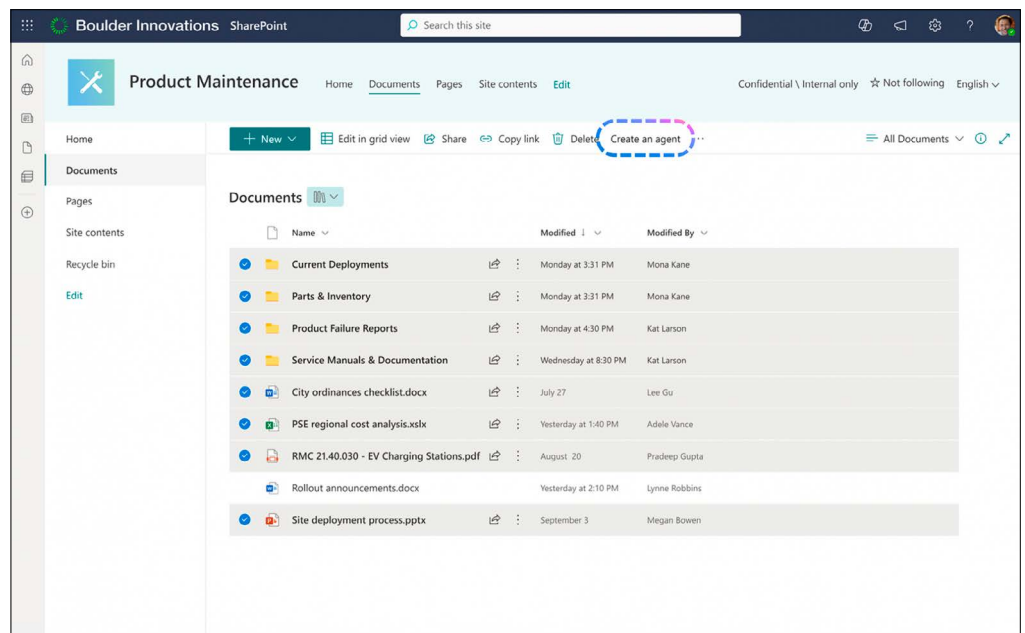 Boulder Innovations SharePoint Search this site ?
Product Maintenance Home Documents Pages Site contents Edit Confidential \ Internal only Not following English
Home + New Edit in grid view Share Copy link Delete Create an agent ·· All Documents
Documents
Pages
Site contents
Recycle bin
Edit
Documents
Name Modified ↓ Modified By
Current Deployments Monday at 3:31 PM Mona Kane
Parts & Inventory Monday at 3:31 PM Mona Kane
Product Failure Reports Monday at 4:30 PM Kat Larson
Service Manuals & Documentation Wednesday at 8:30 PM Kat Larson
City ordinances checklist.docx July 27 Lee Gu
PSE regional cost analysis.xslx Yesterday at 1:40 PM Adele Vance
RMC 21.40.030 - EV Charging Stations.pdf August 20 Pradeep Gupta
Rollout announcements.docx Yesterday at 2:10 PM Lynne Robbins
Site deployment process.pptx September 3 Megan Bowen